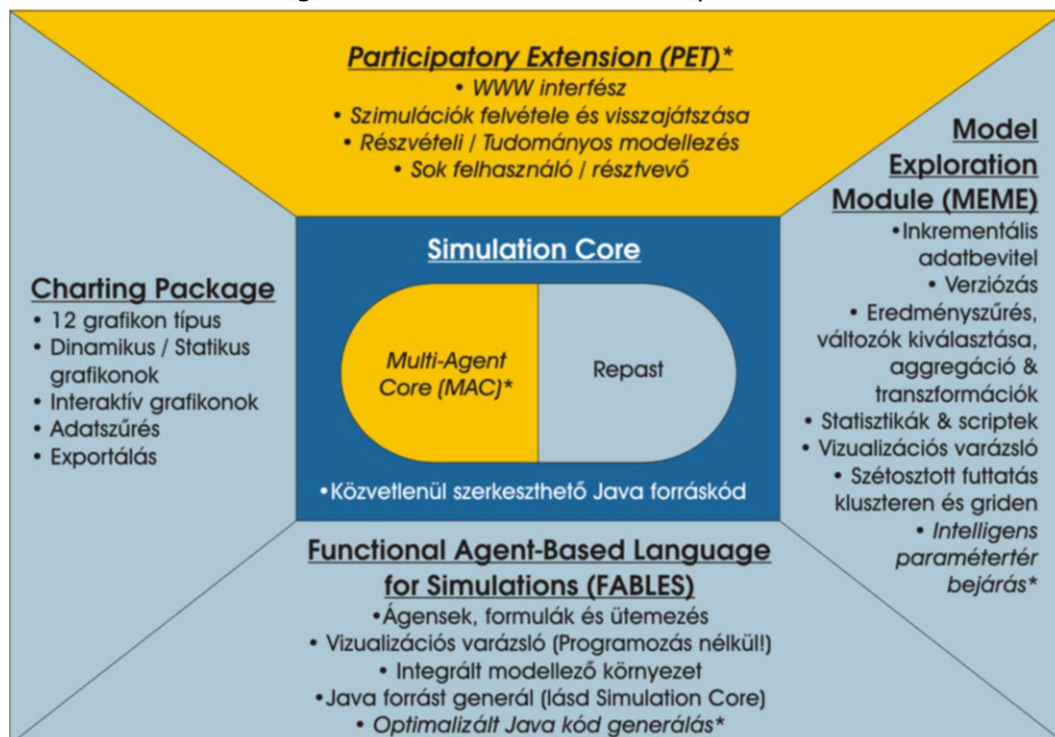 Participatory Extension (PET)*
• WWW interfész
• Szimulációk felvétele és visszajátszása
• Részvételi / Tudományos modellezés
• Sok felhasználó / résztvevő
Charting Package
• 12 grafikon típus
• Dinamikus / Statikus
grafikonok
• Interaktív grafikonok
• Adatszűrés
• Exportálás
Simulation Core
Multi-Agent
Core (MAC)*
Repast
•Közvetlenül szerkeszthető Java forráskód
Model
Exploration
Module (MEME)
•Inkrementális
adatbevitel
• Verziózás
• Eredményszűrés,
változók kiválasztása,
aggregáció &
transzformációk
• Statisztikák & scriptek
• Vizualizációs varázsló
• Szétosztott futtatás
kluszteren és griden
• Intelligens
paramétertér
bejárás*
Functional Agent-Based Language
for Simulations (FABLES)
•Ágensek, formulák és ütemezés
• Vizualizációs varázsló (Programozás nélkül!)
• Integrált modellező környezet
•Java forrást generál (lásd Simulation Core)
• Optimalizált Java kód generálás*